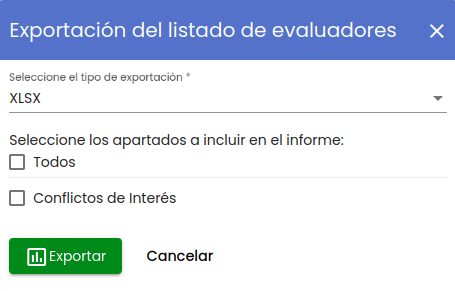 Exportación del listado de evaluadores
Seleccione el tipo de exportación *
XLSX
Seleccione los apartados a incluir en el informe:
Todos
Conflictos de Interés
Exportar Cancelar